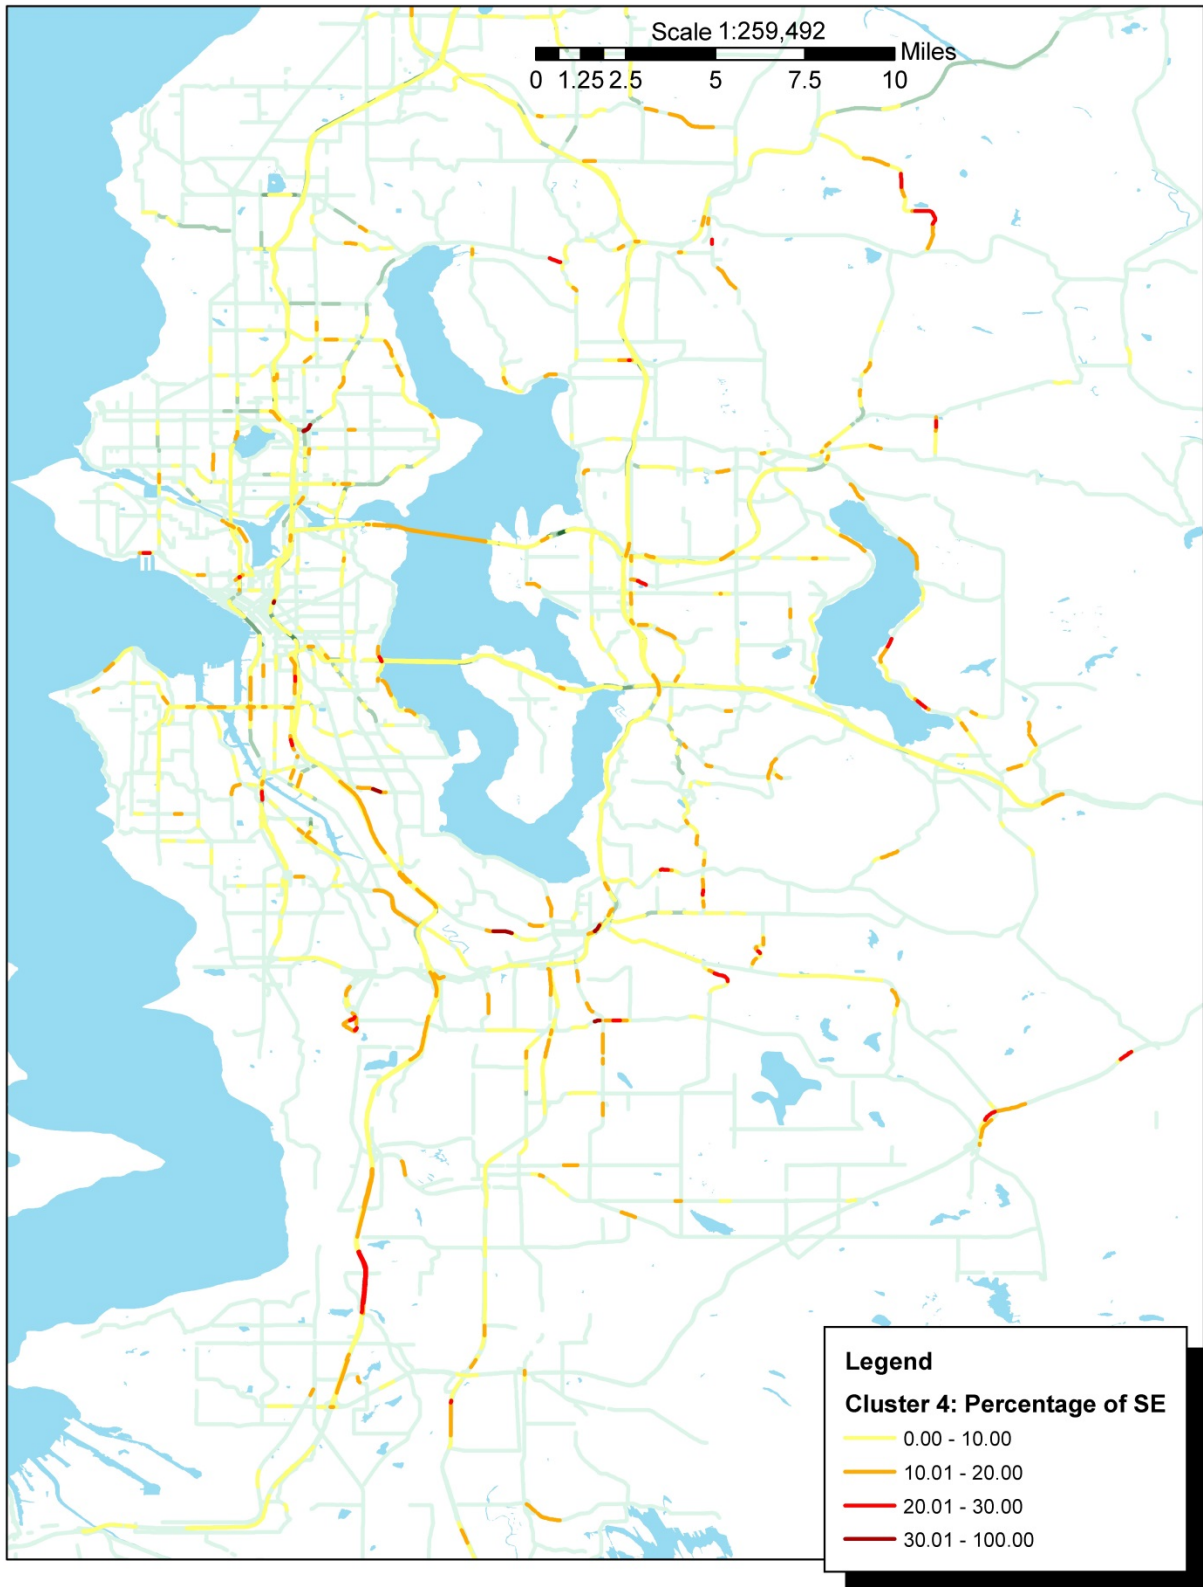 Scale 1:259,492
Miles
0 1.25 2.5 5 7.5 10
Legend
Cluster 4: Percentage of SE
0.00 - 10.00
10.01 - 20.00
20.01 - 30.00
30.01 - 100.00